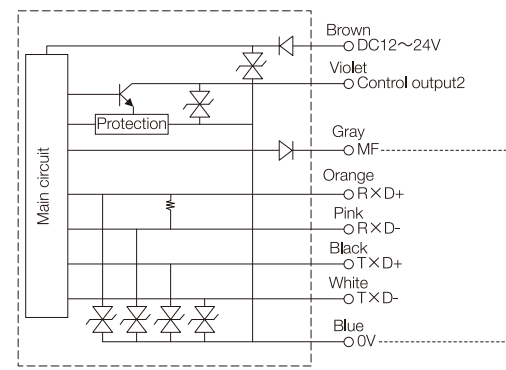 Brown
DC12～24V
Violet
Control output2
Protection
Gray
MF
Main circuit
Orange
R×D+
Pink
R×D-
Black
T×D+
White
T×D-
Blue
0V